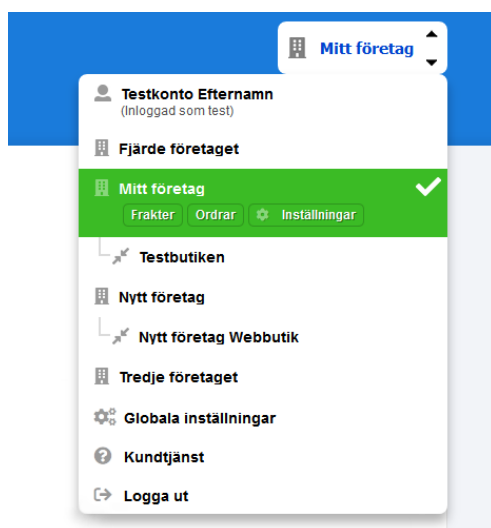 Mitt företag
Testkonto Efternamn
(Inloggad som test)
Fjärde företaget
Mitt företag
Frakter Ordrar Inställningar
Testbutiken
Nytt företag
Nytt företag Webbutik
Tredje företaget
Globala inställningar
Kundtjänst
Logga ut